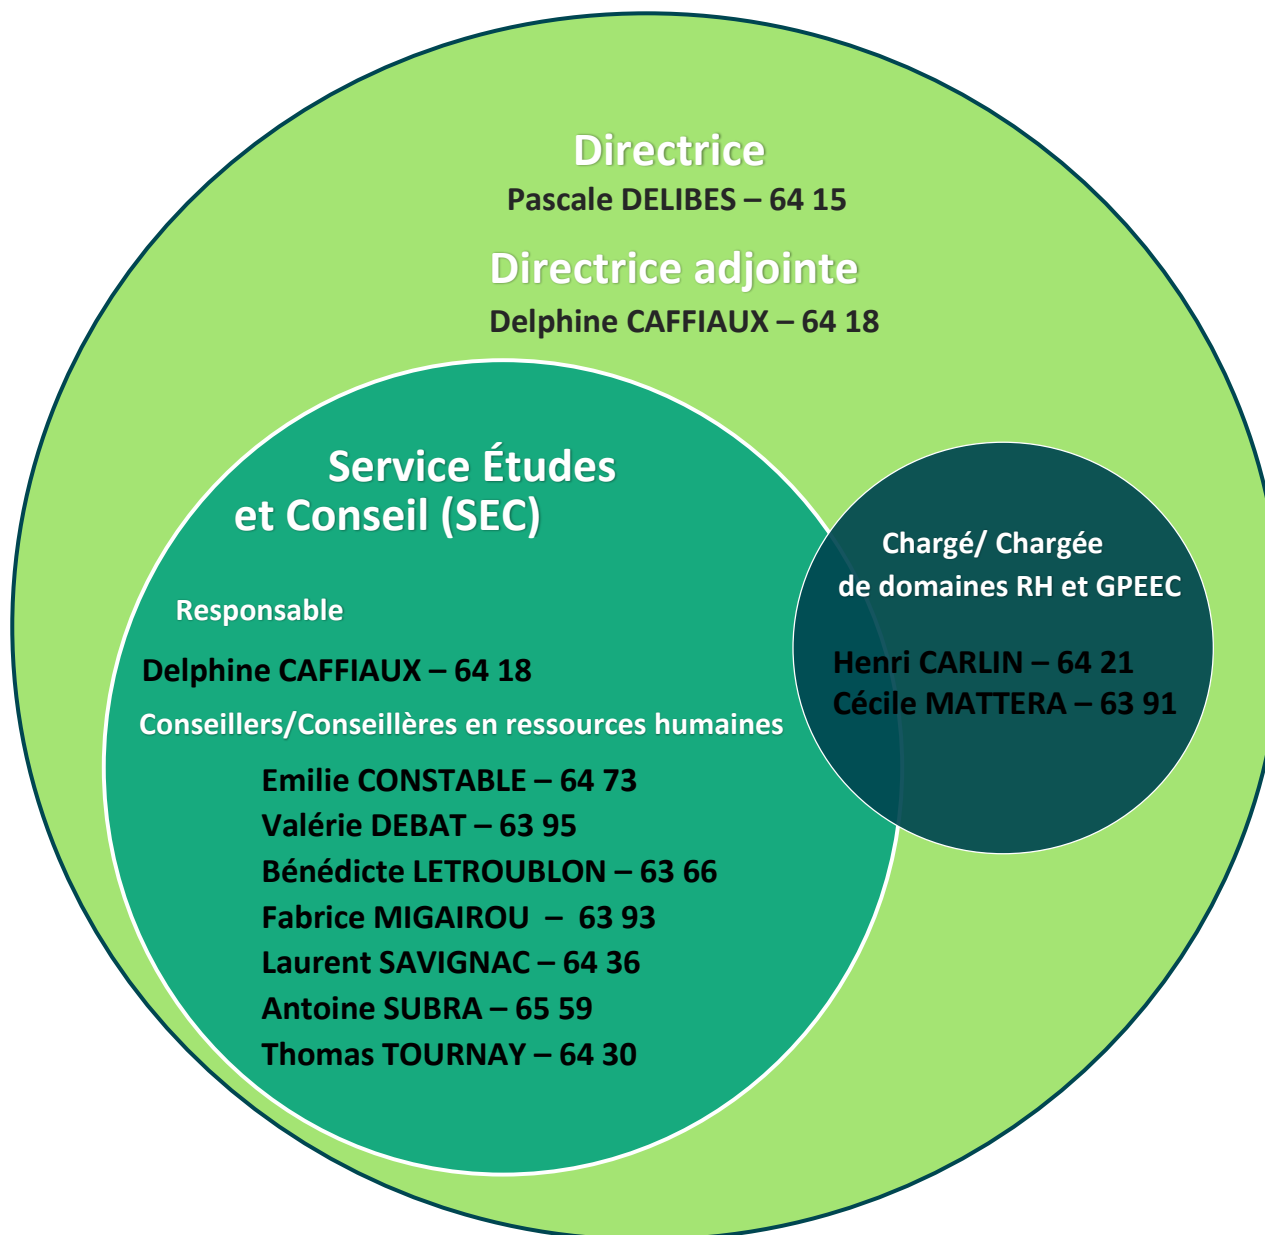 Directrice
Pascale DELIBES – 64 15
Directrice adjointe
Delphine CAFFIAUX – 64 18
Service Études
et Conseil (SEC)
Responsable
Delphine CAFFIAUX – 64 18
Conseillers/Conseillères en ressources humaines
Emilie CONSTABLE – 64 73
Valérie DEBAT – 63 95
Bénédicte LETROUBLON – 63 66
Fabrice MIGAIROU – 63 93
Laurent SAVIGNAC – 64 36
Antoine SUBRA – 65 59
Thomas TOURNAY – 64 30
Chargé/ Chargée
de domaines RH et GPEEC
Henri CARLIN – 64 21
Cécile MATTERA – 63 91